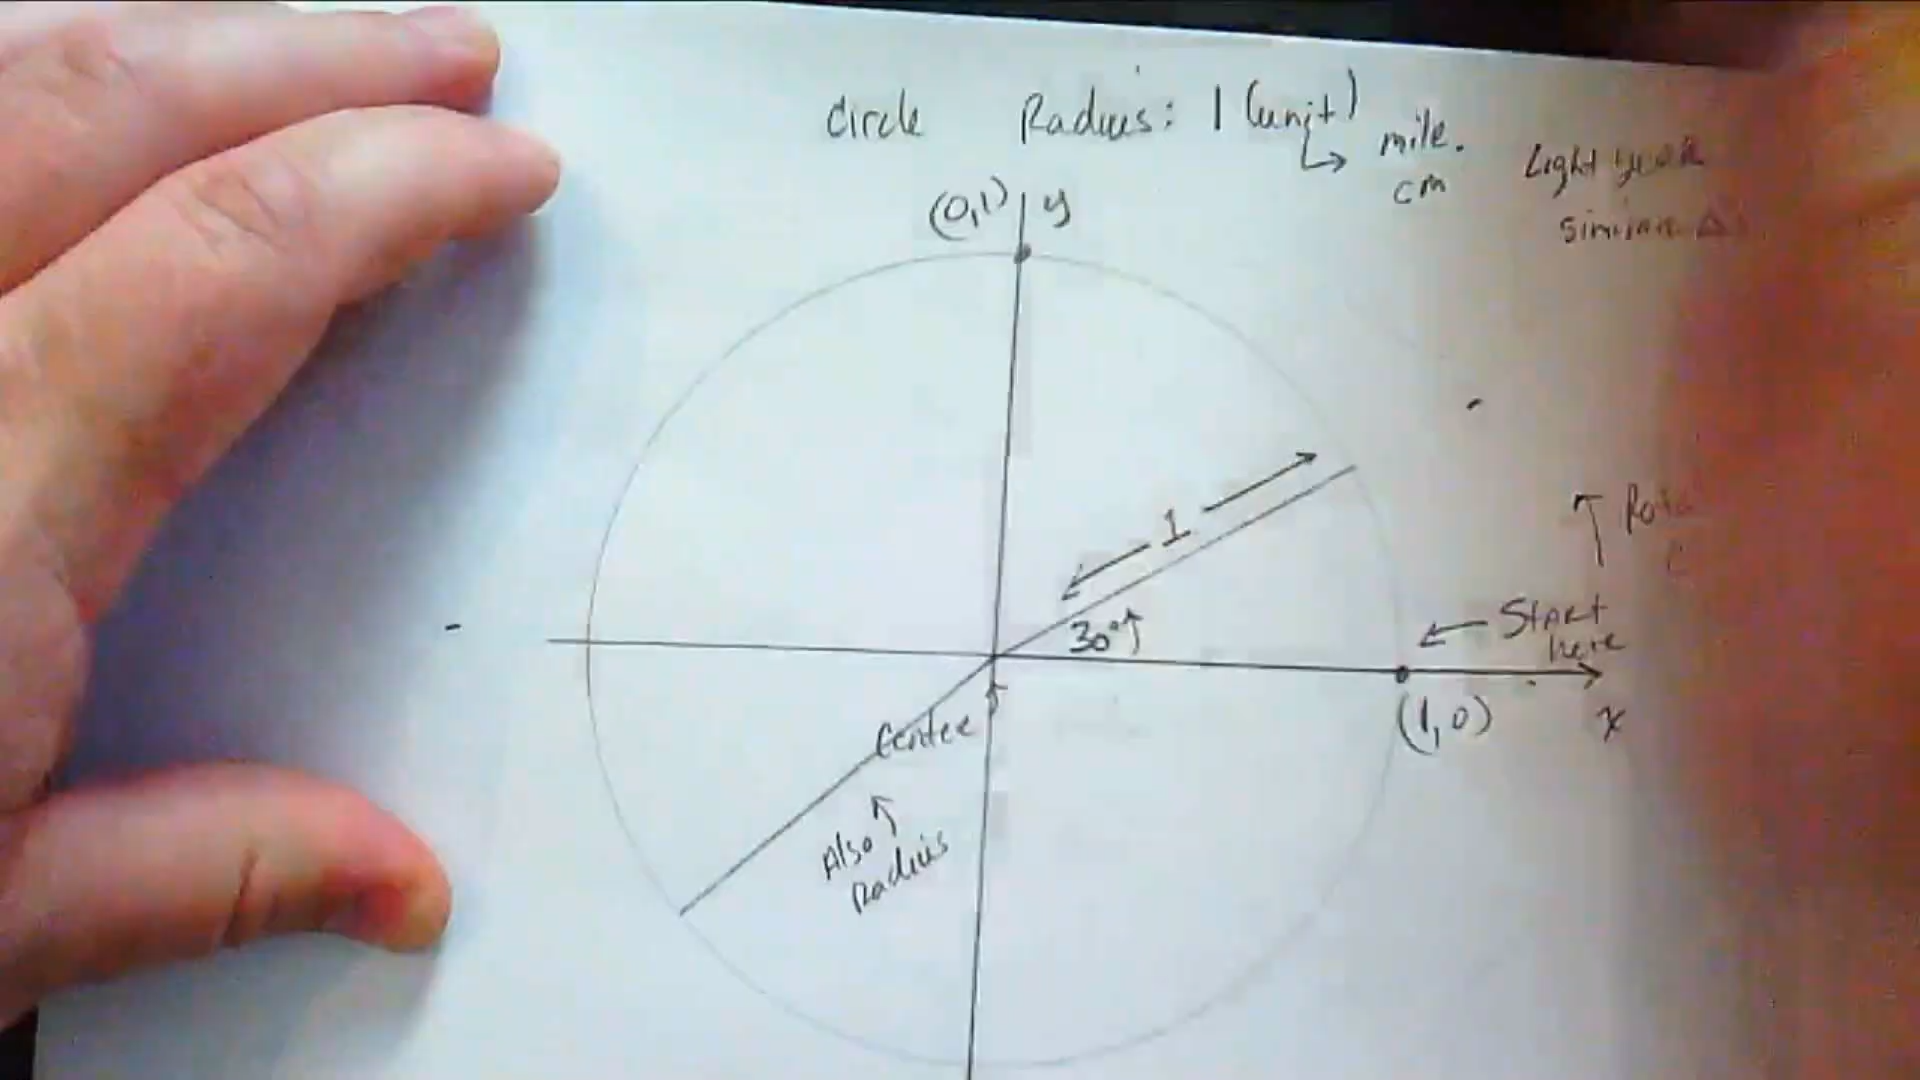 Circle Radius: 1 (unit)
mile.
cm
Light year
similar Δ
(0,1) y
1
30°
Start
here
(1,0)
x
Center
Also
Radius